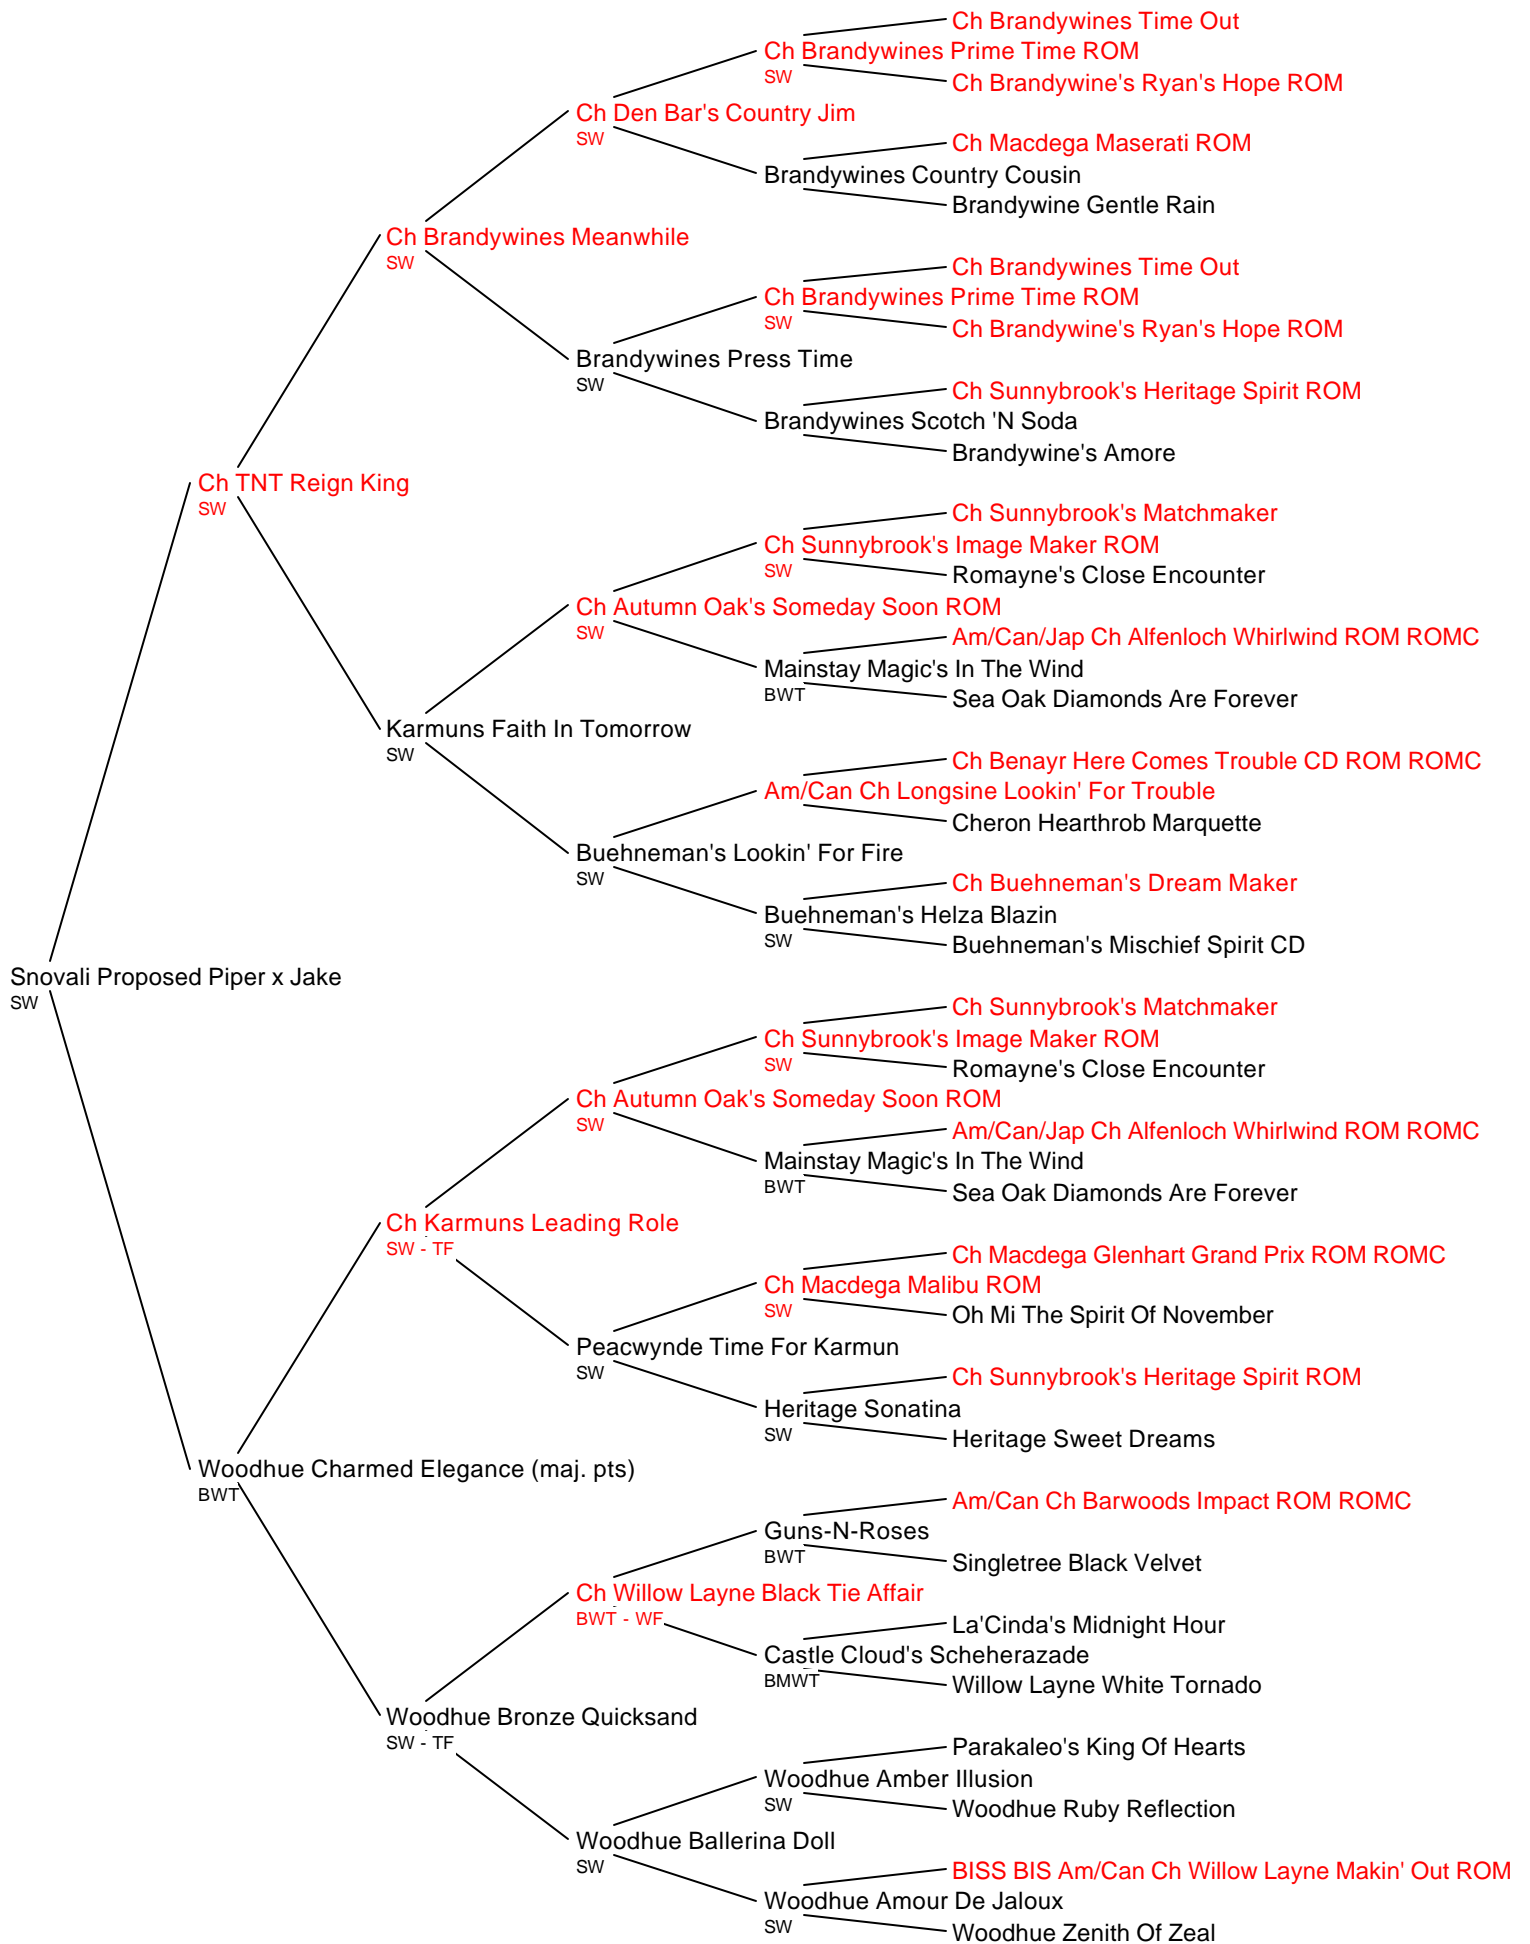 Ch Brandywines Time Out
Ch Brandywines Prime Time ROM
SW
Ch Brandywine's Ryan's Hope ROM
Ch Den Bar's Country Jim
SW
Ch Macdega Maserati ROM
Brandywines Country Cousin
Brandywine Gentle Rain
Ch Brandywines Meanwhile
SW
Ch Brandywines Time Out
Ch Brandywines Prime Time ROM
SW
Ch Brandywine's Ryan's Hope ROM
Brandywines Press Time
SW
Ch Sunnybrook's Heritage Spirit ROM
Brandywines Scotch 'N Soda
Brandywine's Amore
Ch TNT Reign King
SW
Ch Sunnybrook's Matchmaker
Ch Sunnybrook's Image Maker ROM
SW
Romayne's Close Encounter
Ch Autumn Oak's Someday Soon ROM
SW
Am/Can/Jap Ch Alfenloch Whirlwind ROM ROMC
Mainstay Magic's In The Wind
BWT
Sea Oak Diamonds Are Forever
Karmuns Faith In Tomorrow
SW
Ch Benayr Here Comes Trouble CD ROM ROMC
Am/Can Ch Longsine Lookin' For Trouble
Cheron Hearthrob Marquette
Buehneman's Lookin' For Fire
SW
Ch Buehneman's Dream Maker
Buehneman's Helza Blazin
SW
Buehneman's Mischief Spirit CD
Snovali Proposed Piper x Jake
SW
Ch Sunnybrook's Matchmaker
Ch Sunnybrook's Image Maker ROM
SW
Romayne's Close Encounter
Ch Autumn Oak's Someday Soon ROM
SW
Am/Can/Jap Ch Alfenloch Whirlwind ROM ROMC
Mainstay Magic's In The Wind
BWT
Sea Oak Diamonds Are Forever
Ch Karmuns Leading Role
SW - TF
Ch Macdega Glenhart Grand Prix ROM ROMC
Ch Macdega Malibu ROM
SW
Oh Mi The Spirit Of November
Peacwynde Time For Karmun
SW
Ch Sunnybrook's Heritage Spirit ROM
Heritage Sonatina
SW
Heritage Sweet Dreams
Woodhue Charmed Elegance (maj. pts)
BWT
Am/Can Ch Barwoods Impact ROM ROMC
Guns-N-Roses
BWT
Singletree Black Velvet
Ch Willow Layne Black Tie Affair
BWT - WF
La'Cinda's Midnight Hour
Castle Cloud's Scheherazade
BMWT
Willow Layne White Tornado
Woodhue Bronze Quicksand
SW - TF
Parakaleo's King Of Hearts
Woodhue Amber Illusion
SW
Woodhue Ruby Reflection
Woodhue Ballerina Doll
SW
BISS BIS Am/Can Ch Willow Layne Makin' Out ROM
Woodhue Amour De Jaloux
SW
Woodhue Zenith Of Zeal